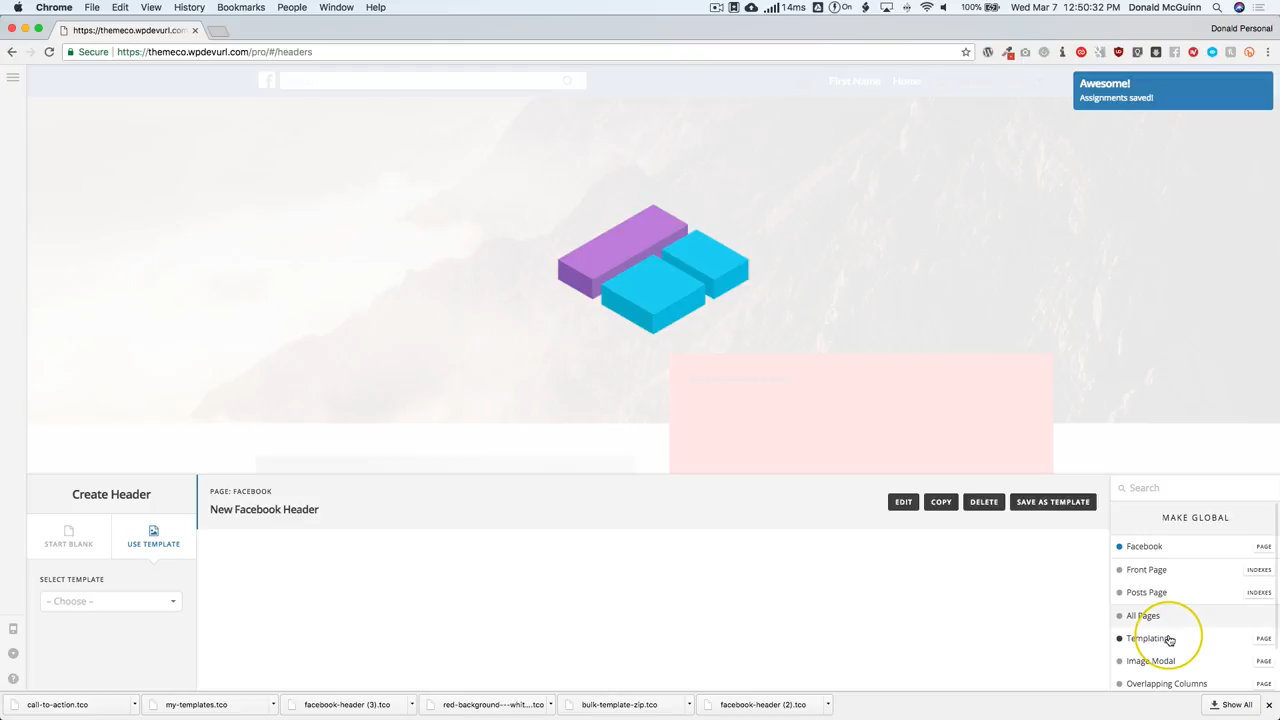 Chrome File Edit View History Bookmarks People Window Help 14ms On 100% Wed Mar 7 12:50:32 PM Donald McGuinn
https://themeco.wpdevurl.com/ Donald Personal
Secure https://themeco.wpdevurl.com/pro/#/headers
First Name Home
Awesome!
Assignments saved!
Create Header
START BLANK
USE TEMPLATE
SELECT TEMPLATE
– Choose –
PAGE: FACEBOOK
New Facebook Header
EDIT COPY DELETE SAVE AS TEMPLATE
Search
MAKE GLOBAL
Facebook PAGE
Front Page INDEXES
Posts Page INDEXES
All Pages
Templating PAGE
Image Modal PAGE
Overlapping Columns PAGE
call-to-action.tco my-templates.tco facebook-header (3).tco red-background---whit....tco bulk-template-zip.tco facebook-header (2).tco Show All